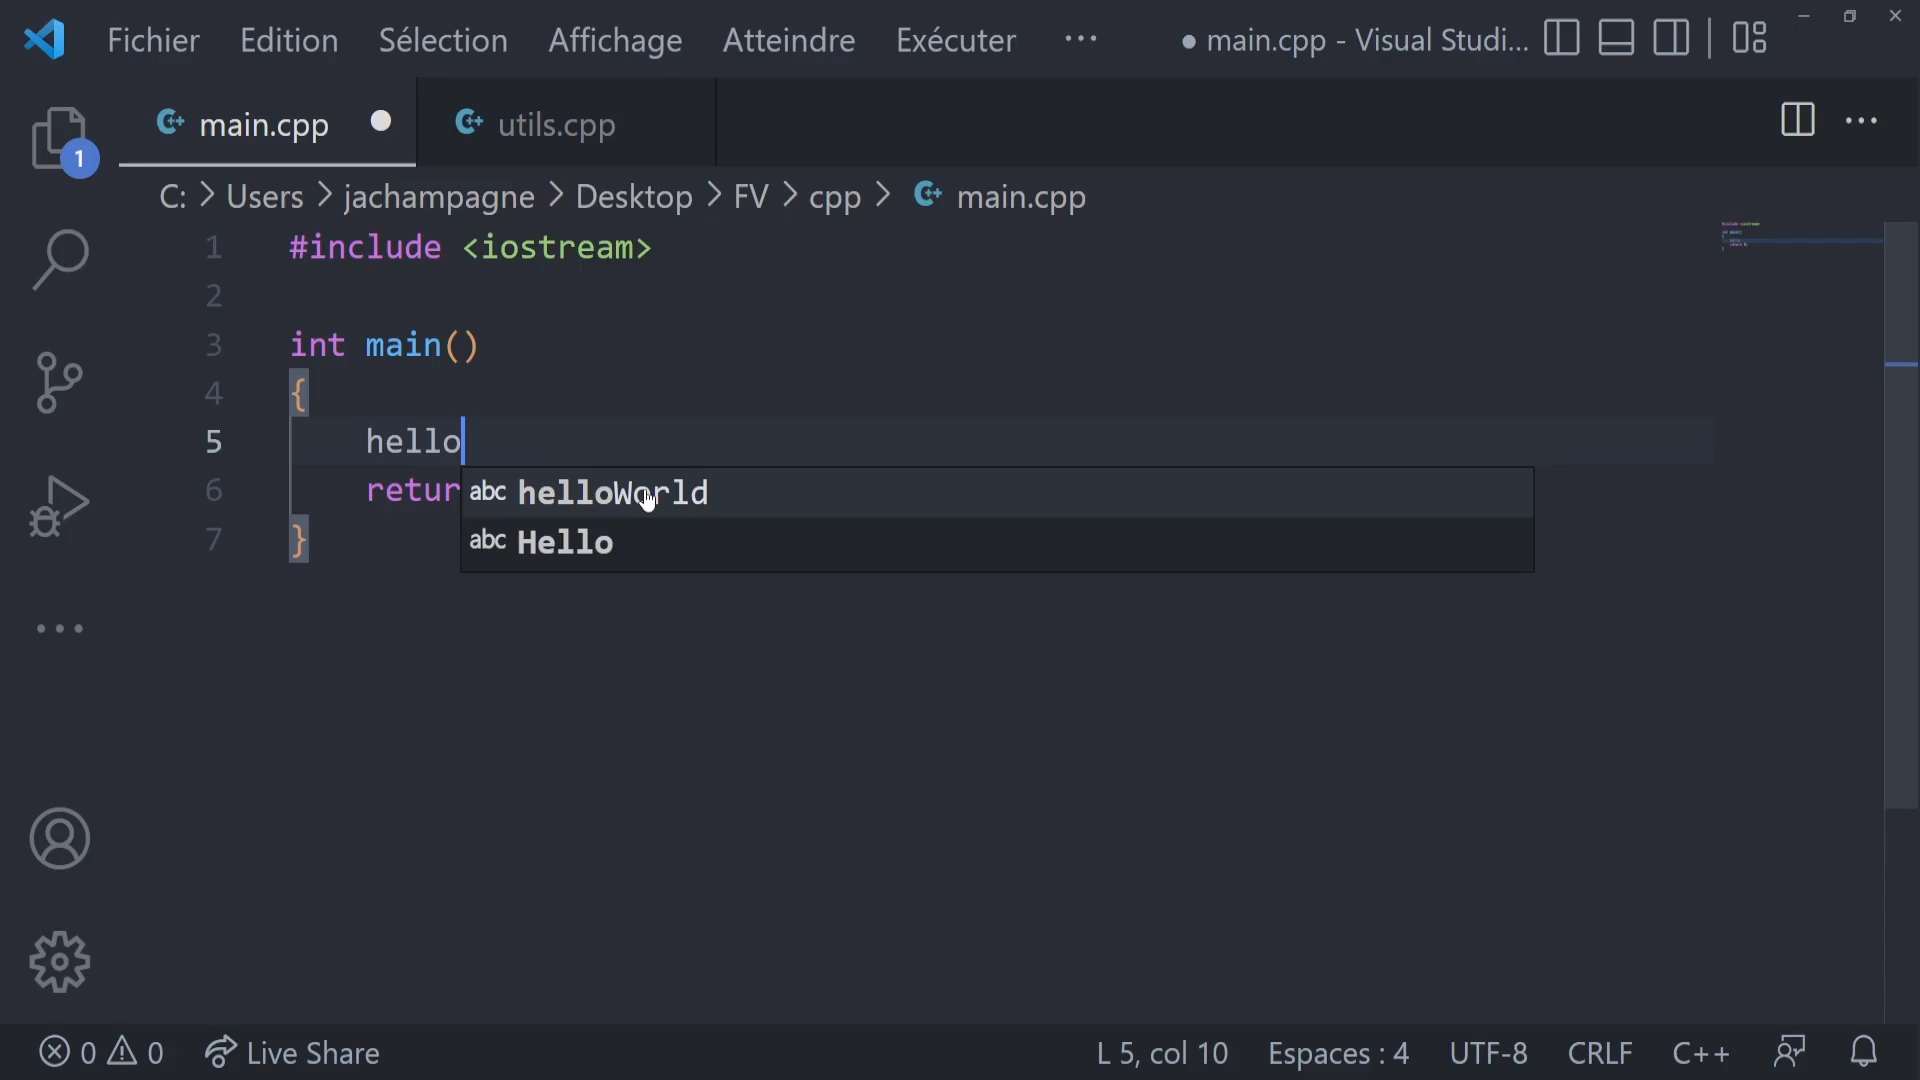 Fichier Edition Sélection Affichage Atteindre Exécuter ··· ● main.cpp - Visual Studi...
main.cpp ● utils.cpp ···
1
C: > Users > jachampagne > Desktop > FV > cpp > main.cpp
1 #include <iostream>
2
3 int main()
4 {
5 hello
6 retur
abc helloWorld
7 }
abc Hello
0 0 Live Share L 5, col 10 Espaces : 4 UTF-8 CRLF C++